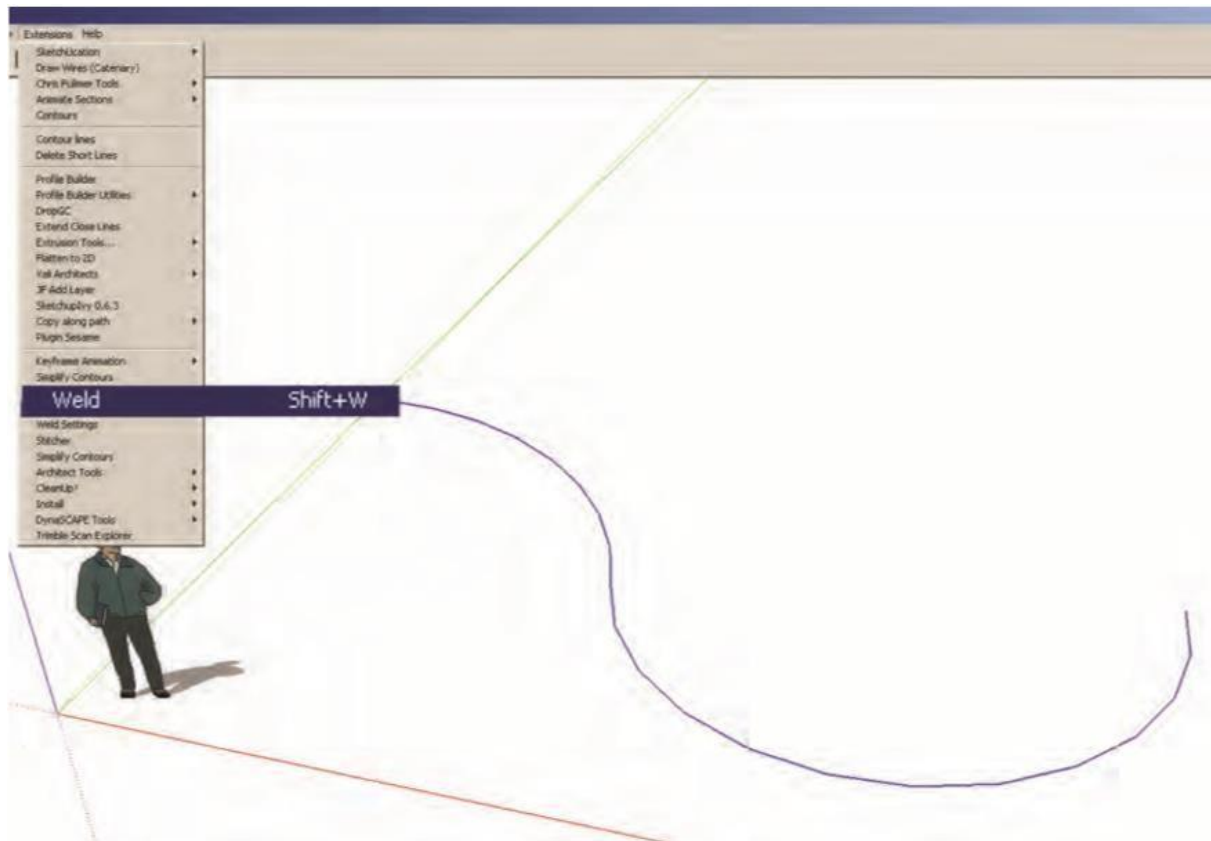 Extensions Help
SketchUcation
Draw Wires (Catenary)
Chris Fullmer Tools
Animate Sections
Contours
Contour lines
Delete Short Lines
Profile Builder
Profile Builder Utilities
DropGC
Extend Close Lines
Extrusion Tools...
Flatten to 2D
Vali Architects
JF Add Layer
SketchupIvy 0.6.3
Copy along path
Plugin Sesame
Keyframe Animation
Simplify Contours
Weld Shift+W
Weld Settings
Stitcher
Simplify Contours
Architect Tools
CleanUp³
Install
DynaSCAPE Tools
Trimble Scan Explorer